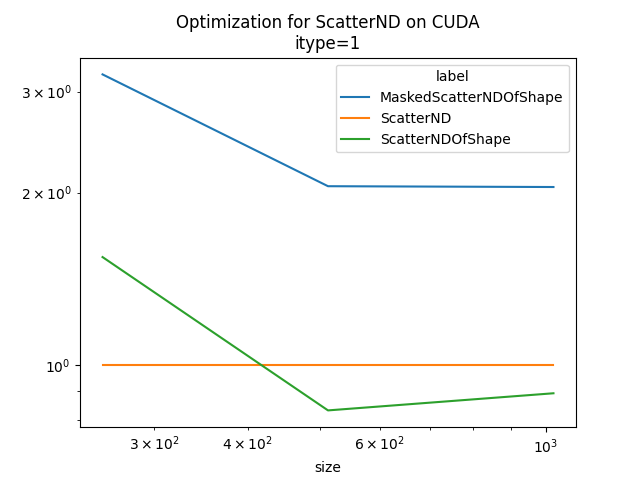 Optimization for ScatterND on CUDA
itype=1
label
MaskedScatterNDOfShape
ScatterND
ScatterNDOfShape
3 × 10⁰
2 × 10⁰
10⁰
3 × 10² 4 × 10² 6 × 10² 10³
size